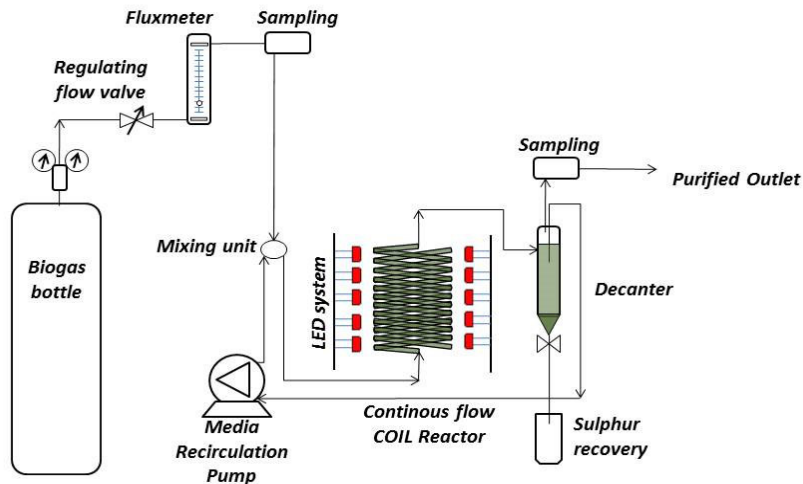 Fluxmeter
Sampling
Regulating
flow valve
Sampling
Purified Outlet
Mixing unit
Biogas
bottle
LED system
Decanter
Continous flow
COIL Reactor
Media
Recirculation
Pump
Sulphur
recovery